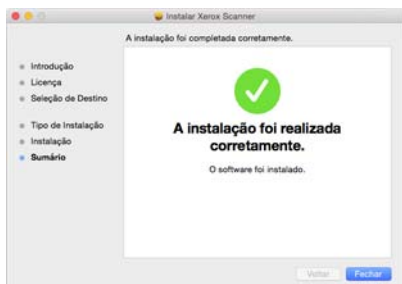 Instalar Xerox Scanner
A instalação foi completada corretamente.
Introdução
Licença
Seleção de Destino
Tipo de Instalação
Instalação
Sumário
A instalação foi realizada
corretamente.
O software foi instalado.
Voltar
Fechar